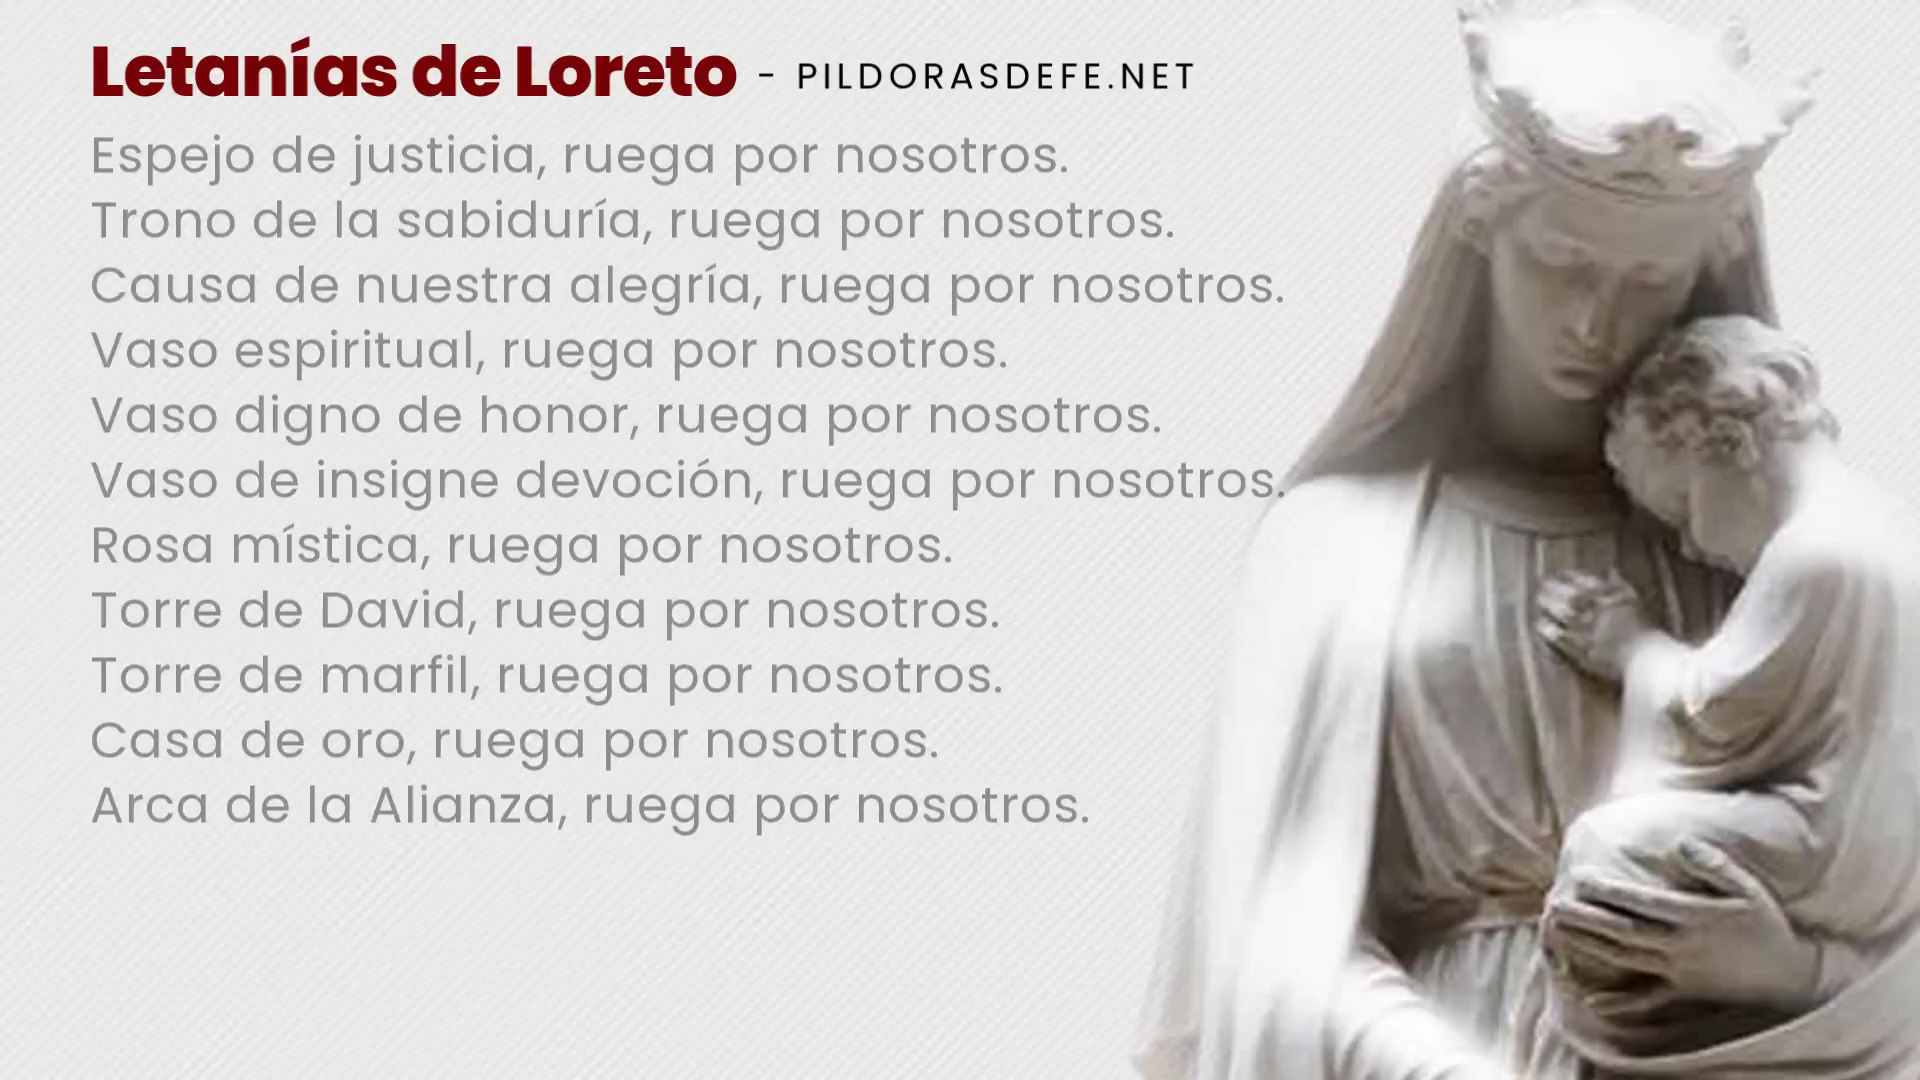 Letanías de Loreto - PILDORASDEFE.NET
Espejo de justicia, ruega por nosotros.
Trono de la sabiduría, ruega por nosotros.
Causa de nuestra alegría, ruega por nosotros.
Vaso espiritual, ruega por nosotros.
Vaso digno de honor, ruega por nosotros.
Vaso de insigne devoción, ruega por nosotros.
Rosa mística, ruega por nosotros.
Torre de David, ruega por nosotros.
Torre de marfil, ruega por nosotros.
Casa de oro, ruega por nosotros.
Arca de la Alianza, ruega por nosotros.